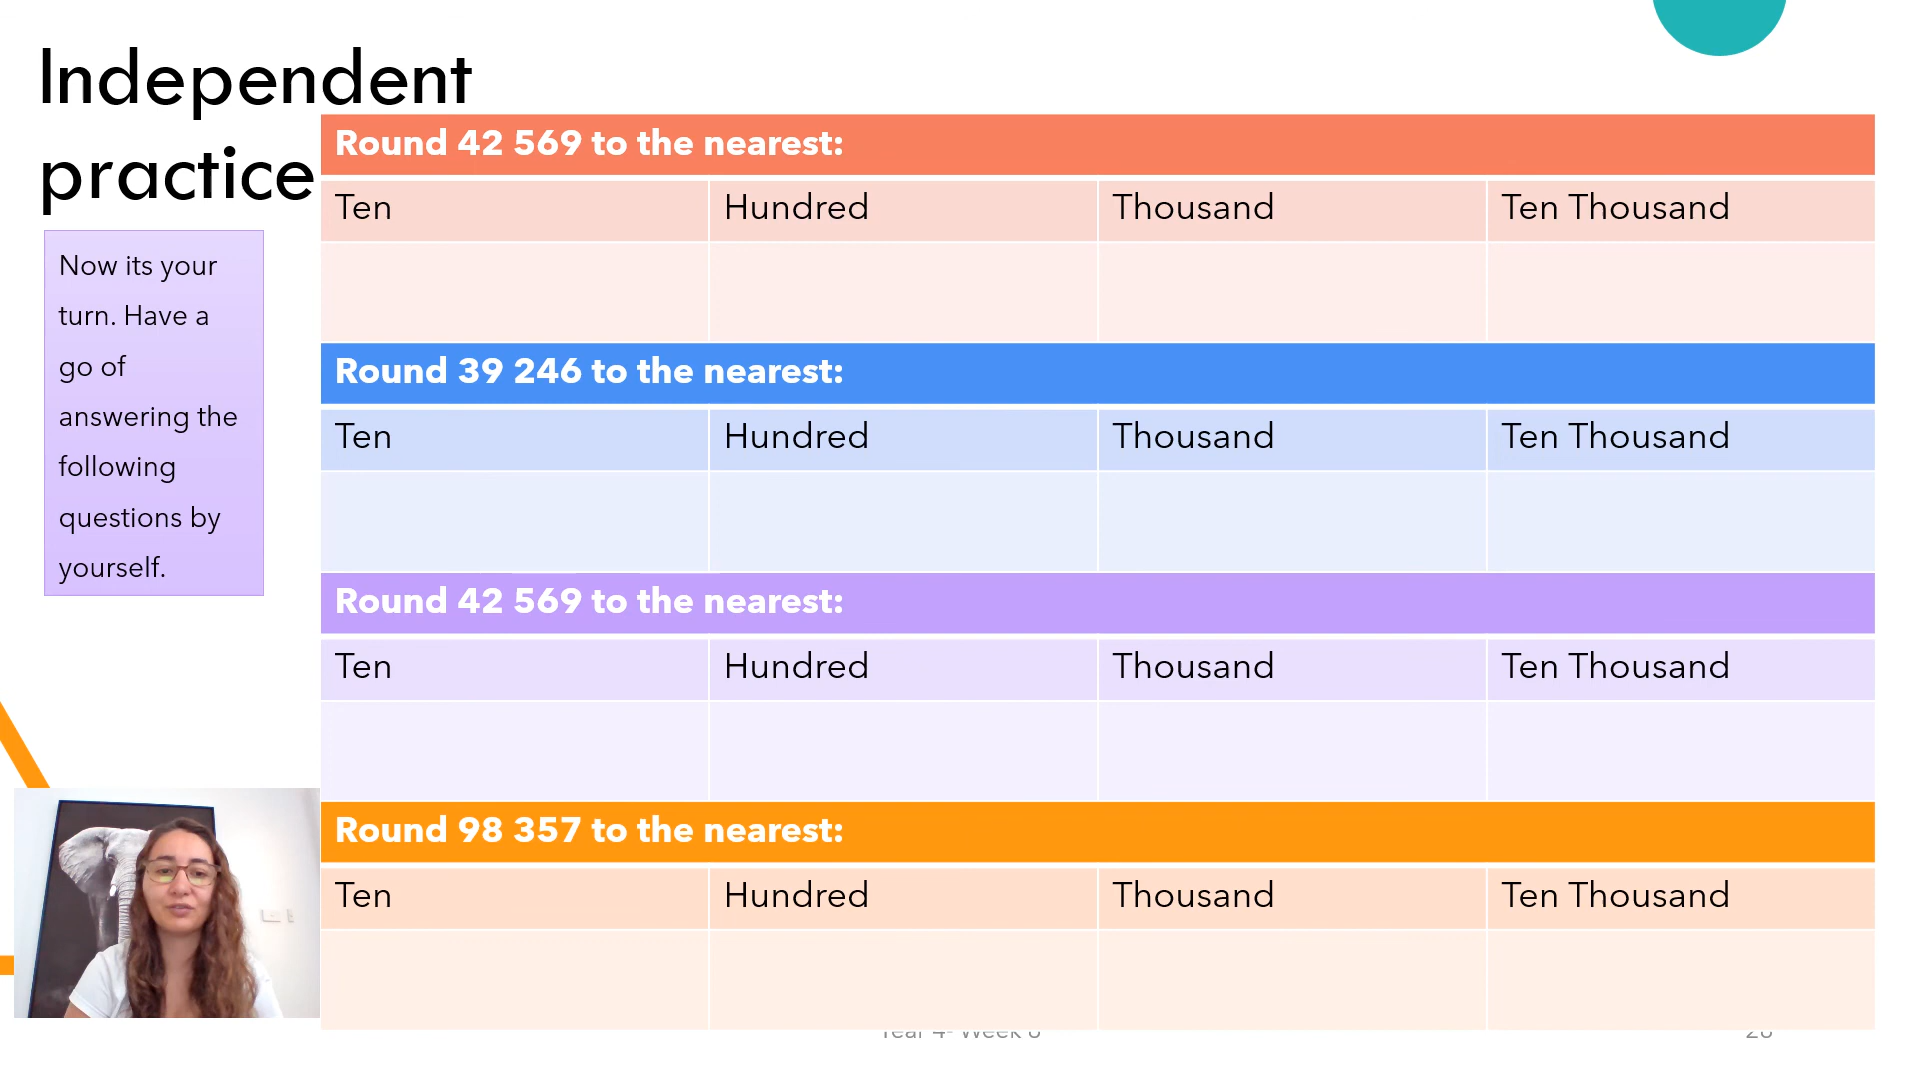 Independent
practice
Now its your
turn. Have a
go of
answering the
following
questions by
yourself.
Round 42 569 to the nearest:
Ten Hundred Thousand Ten Thousand
Round 39 246 to the nearest:
Ten Hundred Thousand Ten Thousand
Round 42 569 to the nearest:
Ten Hundred Thousand Ten Thousand
Round 98 357 to the nearest:
Ten Hundred Thousand Ten Thousand
Year 4- Week